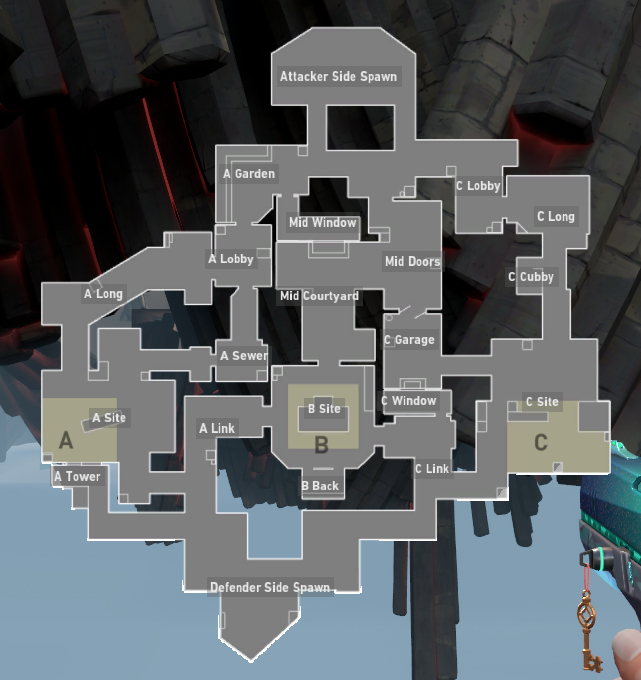 Attacker Side Spawn
A Garden
C Lobby
Mid Window
C Long
A Lobby
Mid Doors
C Cubby
A Long
Mid Courtyard
C Garage
A Sewer
C Window
C Site
B Site
A Site
A Link
A
B
C
C Link
A Tower
B Back
Defender Side Spawn